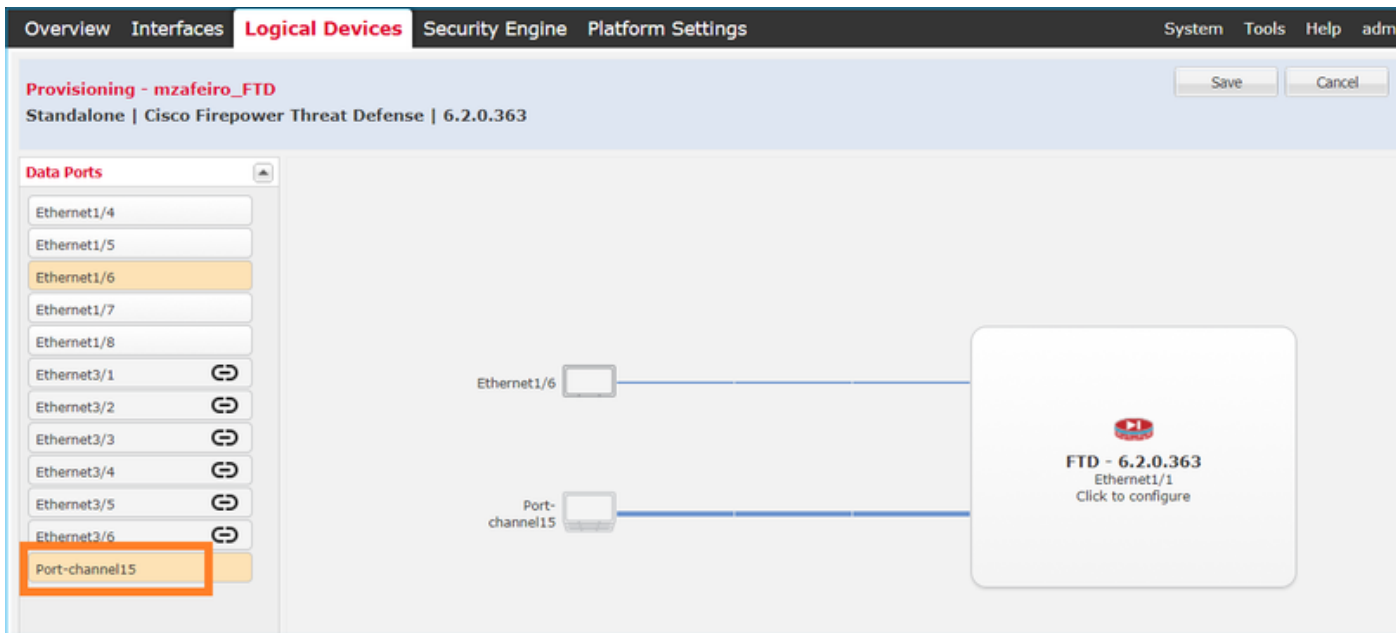 Overview Interfaces Logical Devices Security Engine Platform Settings System Tools Help adm
Provisioning - mzafeiro_FTD
Save Cancel
Standalone | Cisco Firepower Threat Defense | 6.2.0.363
Data Ports
Ethernet1/4
Ethernet1/5
Ethernet1/6
Ethernet1/7
Ethernet1/8
Ethernet3/1
Ethernet3/2
Ethernet3/3
Ethernet3/4
Ethernet3/5
Ethernet3/6
Port-channel15
Ethernet1/6
Port-
channel15
FTD - 6.2.0.363
Ethernet1/1
Click to configure